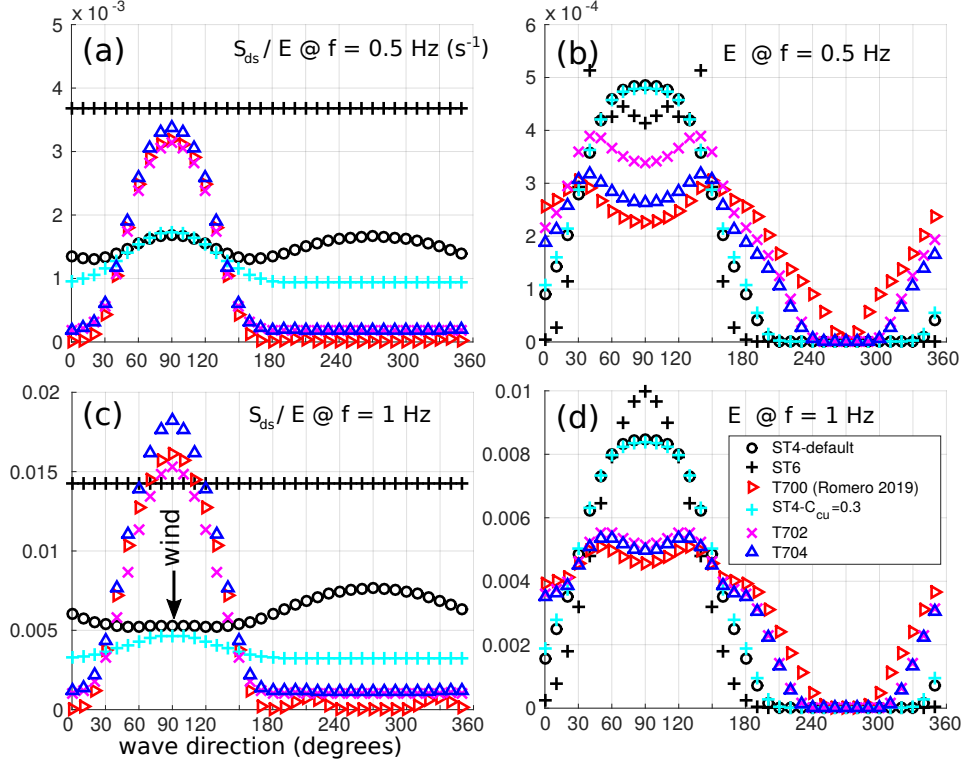 5 ×10⁻³
(a) S_ds / E @ f = 0.5 Hz (s⁻¹)
4
3
2
1
0
0 30 60 90 120 180 240 300 360
6 ×10⁻⁴
(b) E @ f = 0.5 Hz
5
4
3
2
1
0
0 30 60 90 120 180 240 300 360
(c) S_ds / E @ f = 1 Hz
0.02
0.015
0.01
0.005
0
wind
0 30 60 90 120 180 240 300 360
wave direction (degrees)
0.01
(d) E @ f = 1 Hz
0.008
0.006
0.004
0.002
0
ST4-default
ST6
T700 (Romero 2019)
ST4-C_cu=0.3
T702
T704
0 30 60 90 120 180 240 300 360